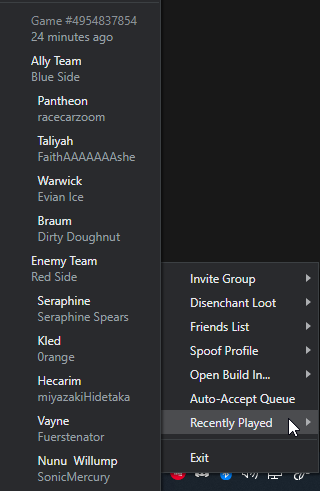 Game #4954837854
24 minutes ago
Ally Team
Blue Side
Pantheon
racecarzoom
Taliyah
FaithAAAAAAAshe
Warwick
Evian Ice
Braum
Dirty Doughnut
Enemy Team
Red Side
Seraphine
Seraphine Spears
Kled
0range
Hecarim
miyazakiHidetaka
Vayne
Fuerstenator
Nunu Willump
SonicMercury
Invite Group
Disenchant Loot
Friends List
Spoof Profile
Open Build In...
Auto-Accept Queue
Recently Played
Exit